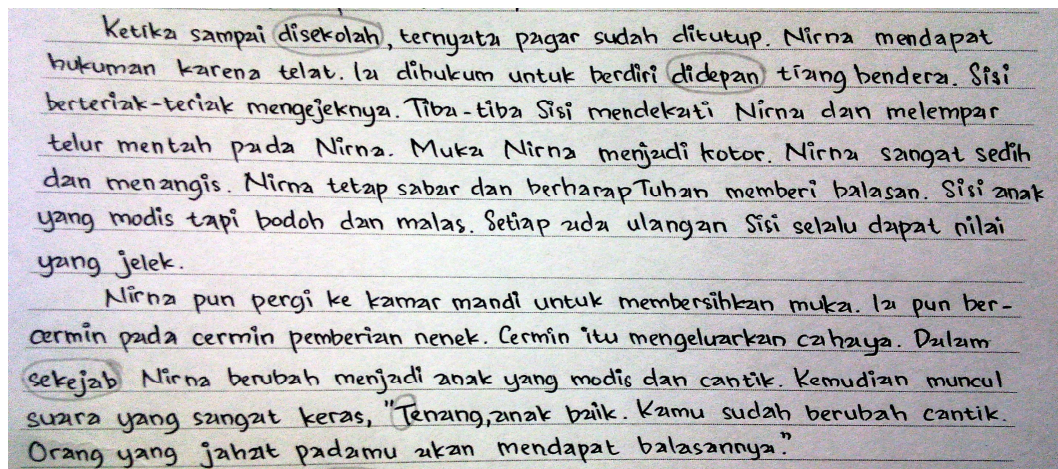 Ketika sampai disekolah, ternyata pagar sudah ditutup. Nirna mendapat
hukuman karena telat. Ia dihukum untuk berdiri didepan tiang bendera. Sisi
berteriak-teriak mengejeknya. Tiba-tiba Sisi mendekati Nirna dan melempar
telur mentah pada Nirna. Muka Nirna menjadi kotor. Nirna sangat sedih
dan menangis. Nirna tetap sabar dan berharap Tuhan memberi balasan. Sisi anak
yang modis tapi bodoh dan malas. Setiap ada ulangan Sisi selalu dapat nilai
yang jelek.
Nirna pun pergi ke kamar mandi untuk membersihkan muka. Ia pun ber-
cermin pada cermin pemberian nenek. Cermin itu mengeluarkan cahaya. Dalam
sekejab Nirna berubah menjadi anak yang modis dan cantik. Kemudian muncul
suara yang sangat keras, "Tenang, anak baik. Kamu sudah berubah cantik.
Orang yang jahat padamu akan mendapat balasannya."